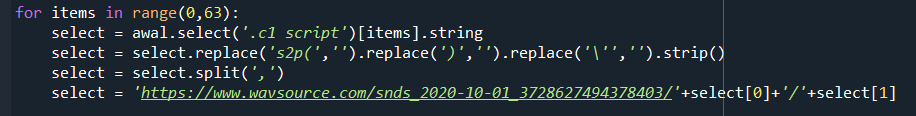 for items in range(0,63):
    select = awal.select('.c1 script')[items].string
    select = select.replace('s2p(','').replace(')','').replace('\'','').strip()
    select = select.split(',')
    select = 'https://www.wavsource.com/snds_2020-10-01_3728627494378403/'+select[0]+'/'+select[1]